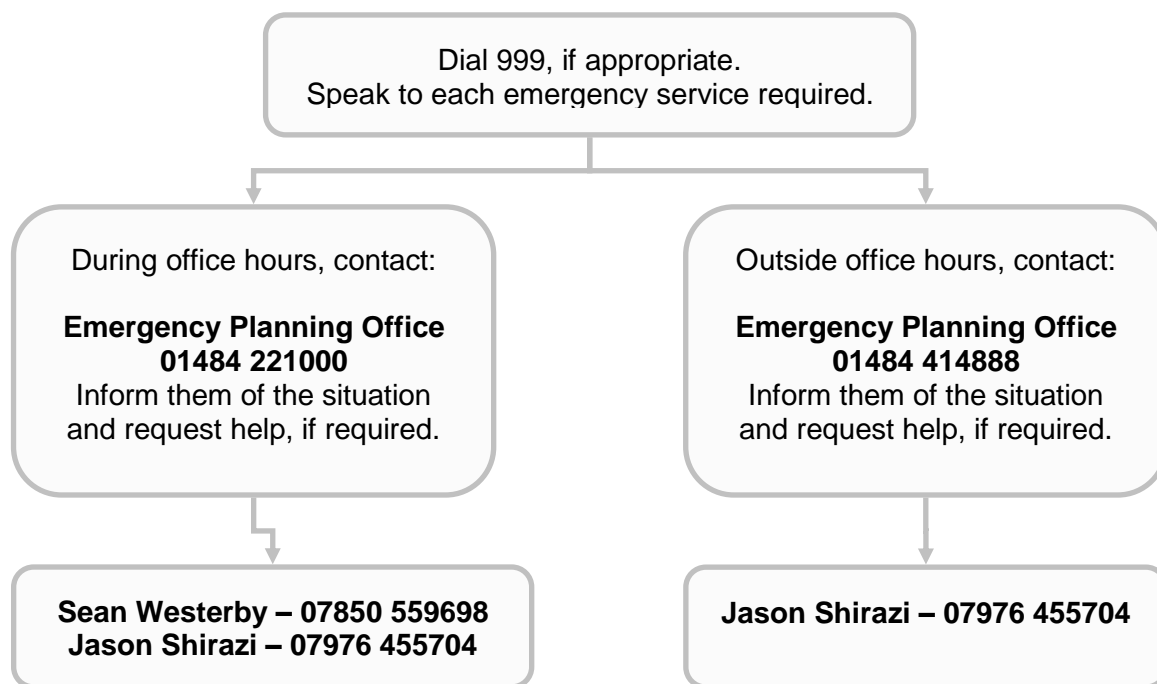 Dial 999, if appropriate.
Speak to each emergency service required.
During office hours, contact:
Emergency Planning Office
01484 221000
Inform them of the situation
and request help, if required.
Outside office hours, contact:
Emergency Planning Office
01484 414888
Inform them of the situation
and request help, if required.
Sean Westerby – 07850 559698
Jason Shirazi – 07976 455704
Jason Shirazi – 07976 455704